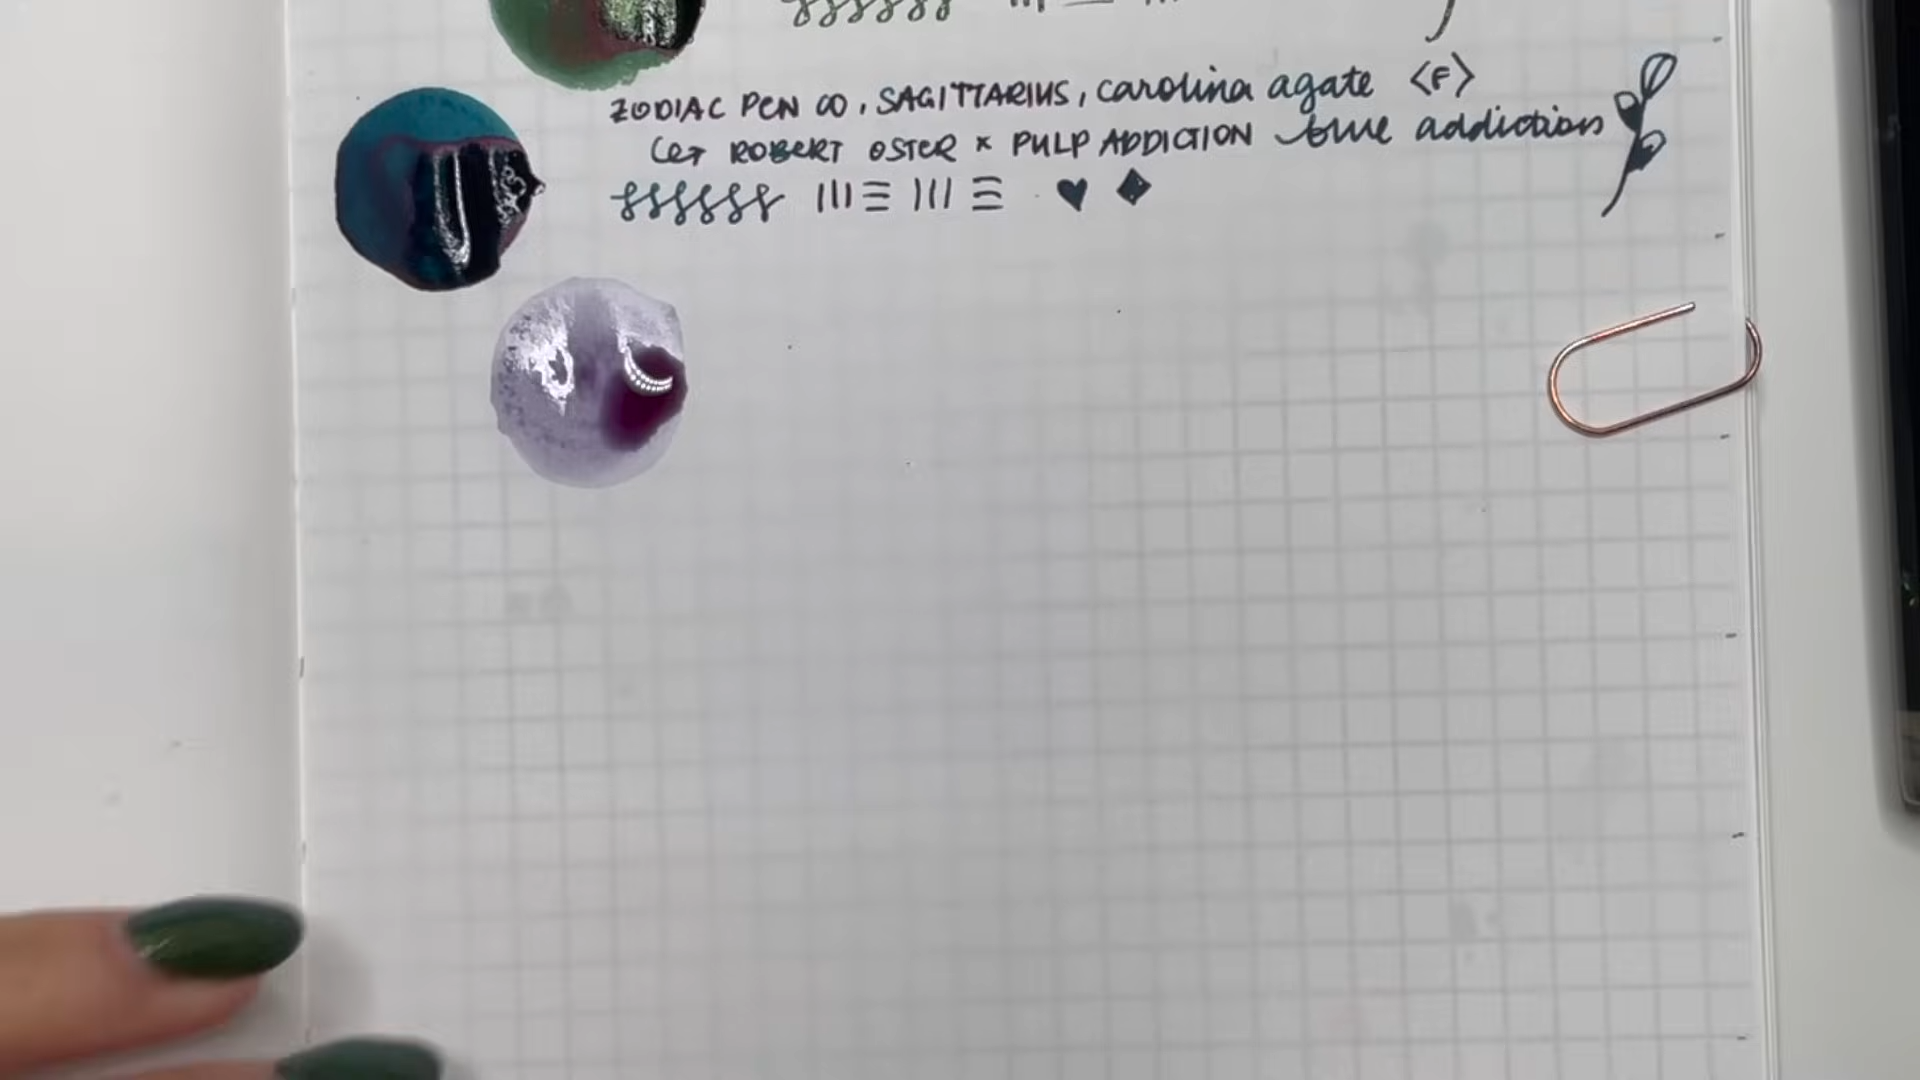 ZODIAC PEN CO, SAGITTARIUS, carolina agate <F>
ROBERT OSTER x PULP ADDICTION blue addiction